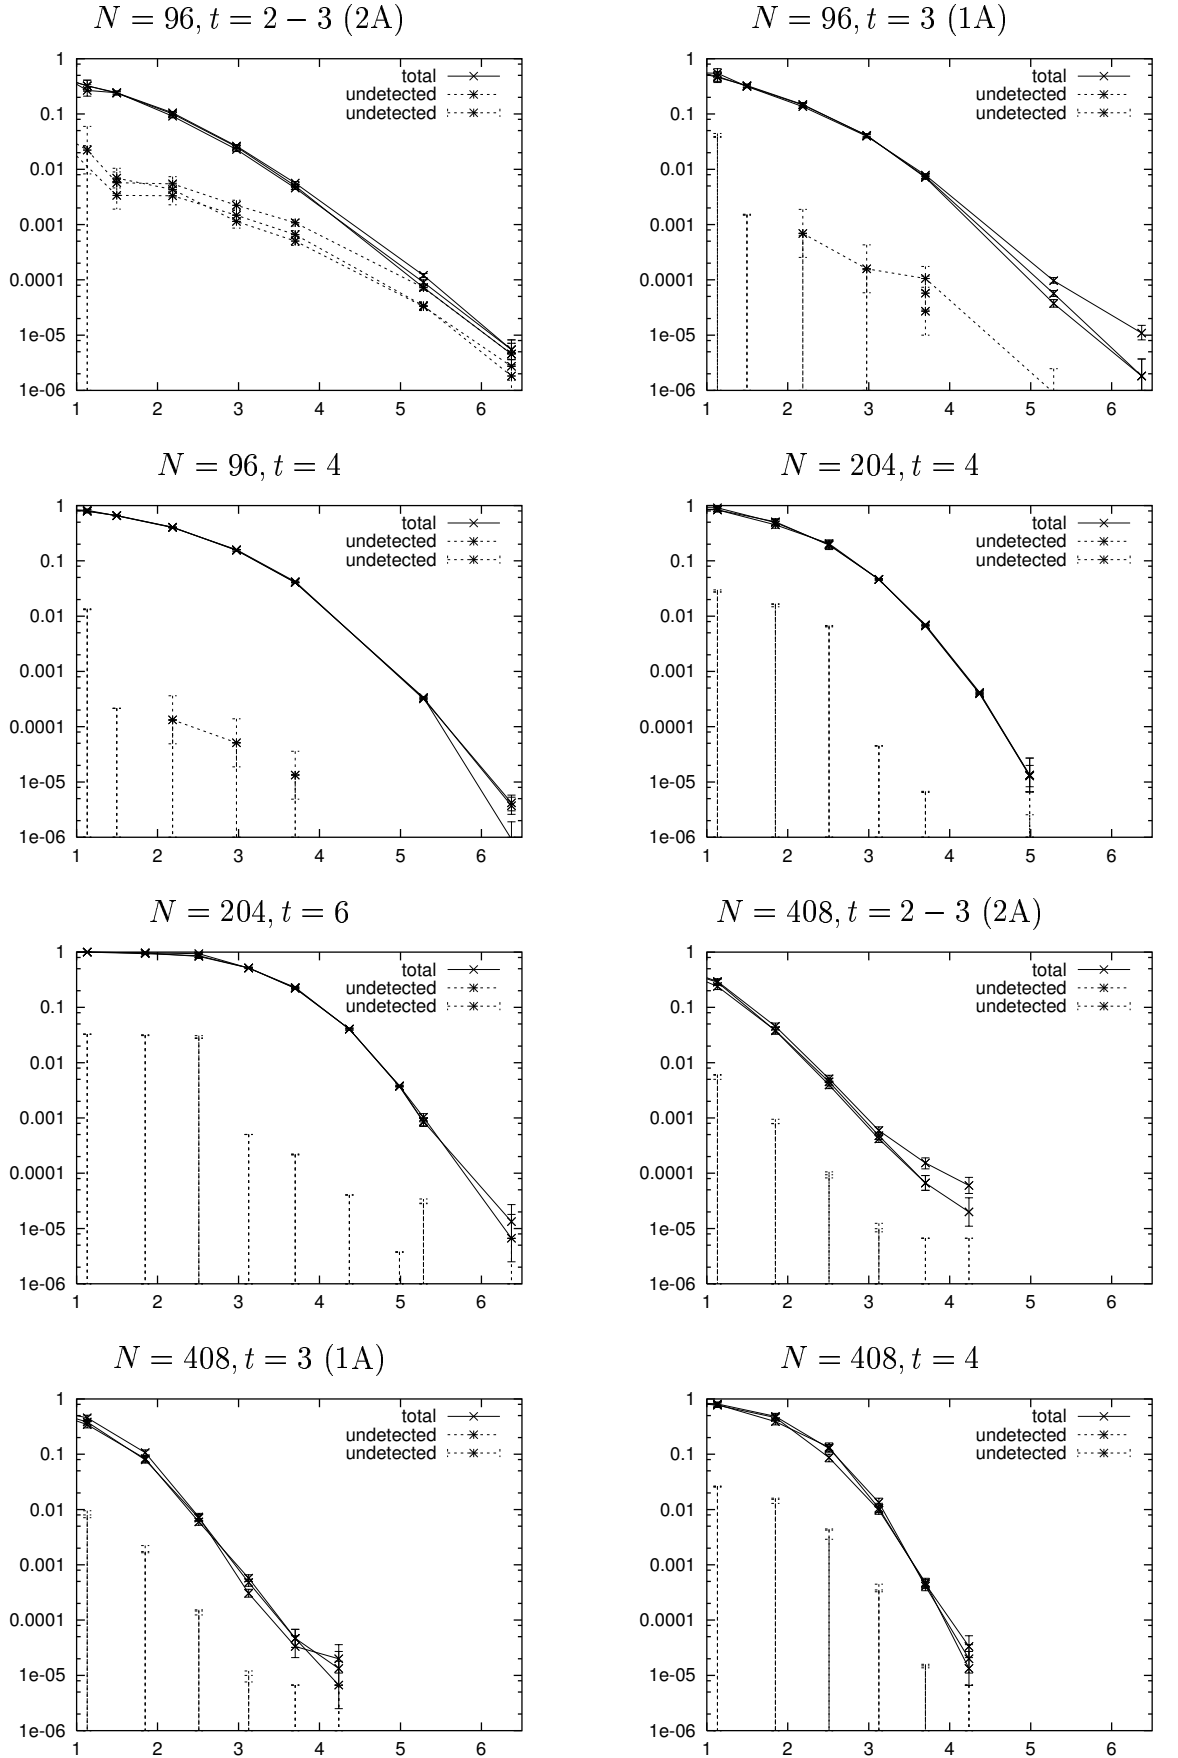 N = 96, t = 2 − 3 (2A)
1
0.1
0.01
0.001
0.0001
1e-05
1e-06
1 2 3 4 5 6
total
undetected
undetected
N = 96, t = 3 (1A)
1
0.1
0.01
0.001
0.0001
1e-05
1e-06
1 2 3 4 5 6
total
undetected
undetected
N = 96, t = 4
1
0.1
0.01
0.001
0.0001
1e-05
1e-06
1 2 3 4 5 6
total
undetected
undetected
N = 204, t = 4
1
0.1
0.01
0.001
0.0001
1e-05
1e-06
1 2 3 4 5 6
total
undetected
undetected
N = 204, t = 6
1
0.1
0.01
0.001
0.0001
1e-05
1e-06
1 2 3 4 5 6
total
undetected
undetected
N = 408, t = 2 − 3 (2A)
1
0.1
0.01
0.001
0.0001
1e-05
1e-06
1 2 3 4 5 6
total
undetected
undetected
N = 408, t = 3 (1A)
1
0.1
0.01
0.001
0.0001
1e-05
1e-06
1 2 3 4 5 6
total
undetected
undetected
N = 408, t = 4
1
0.1
0.01
0.001
0.0001
1e-05
1e-06
1 2 3 4 5 6
total
undetected
undetected